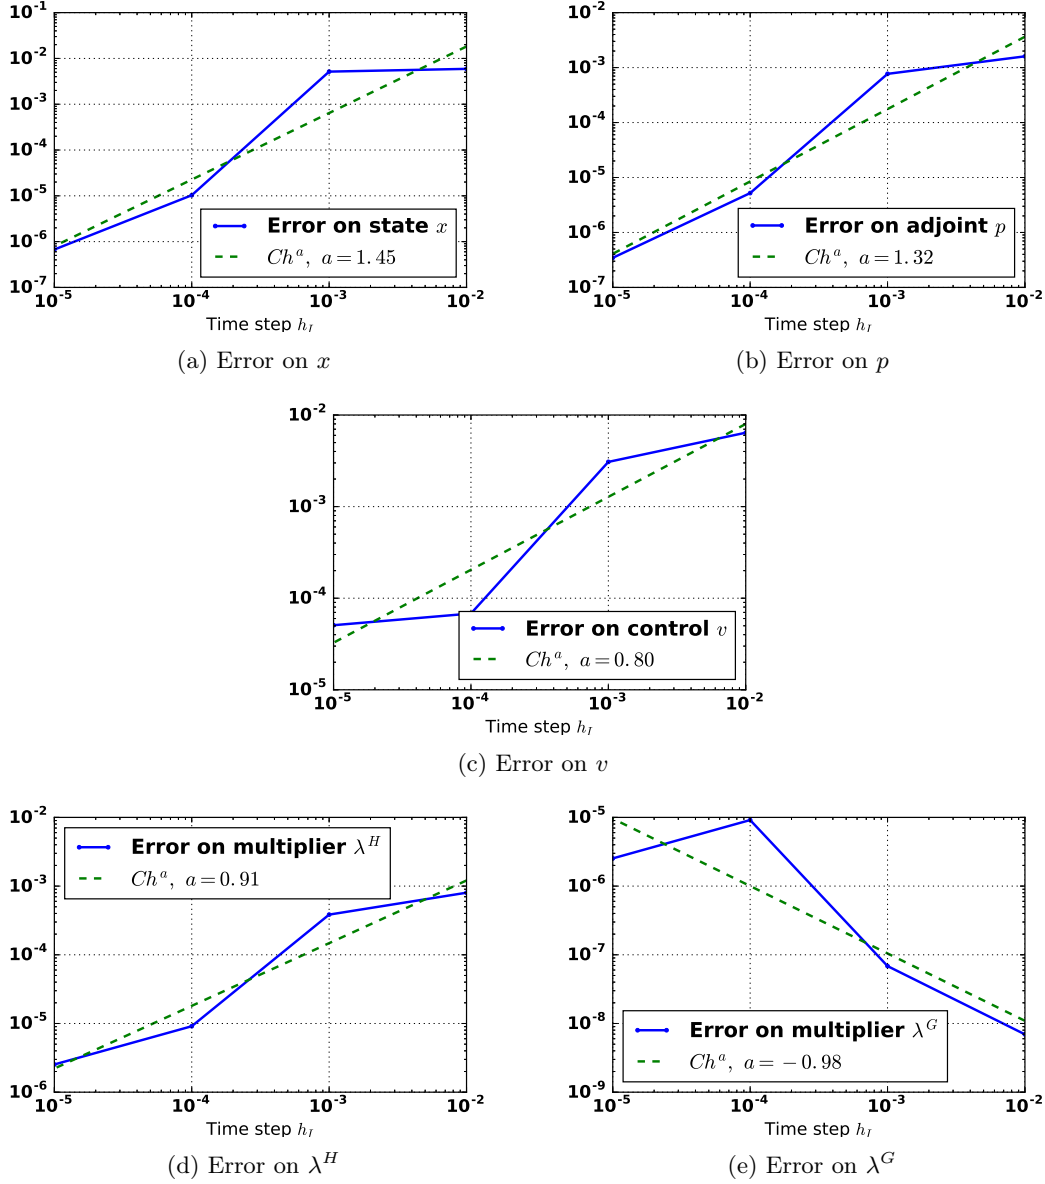 10^-1
10^-2
10^-3
10^-4
10^-5
10^-6
10^-7
Error on state x
Ch^a, a = 1.45
10^-5 10^-4 10^-3 10^-2
Time step h_I
(a) Error on x
10^-2
10^-3
10^-4
10^-5
10^-6
10^-7
Error on adjoint p
Ch^a, a = 1.32
10^-5 10^-4 10^-3 10^-2
Time step h_I
(b) Error on p
10^-2
10^-3
10^-4
10^-5
Error on control v
Ch^a, a = 0.80
10^-5 10^-4 10^-3 10^-2
Time step h_I
(c) Error on v
10^-2
10^-3
10^-4
10^-5
10^-6
Error on multiplier λ^H
Ch^a, a = 0.91
10^-5 10^-4 10^-3 10^-2
Time step h_I
(d) Error on λ^H
10^-5
10^-6
10^-7
10^-8
10^-9
Error on multiplier λ^G
Ch^a, a = −0.98
10^-5 10^-4 10^-3 10^-2
Time step h_I
(e) Error on λ^G